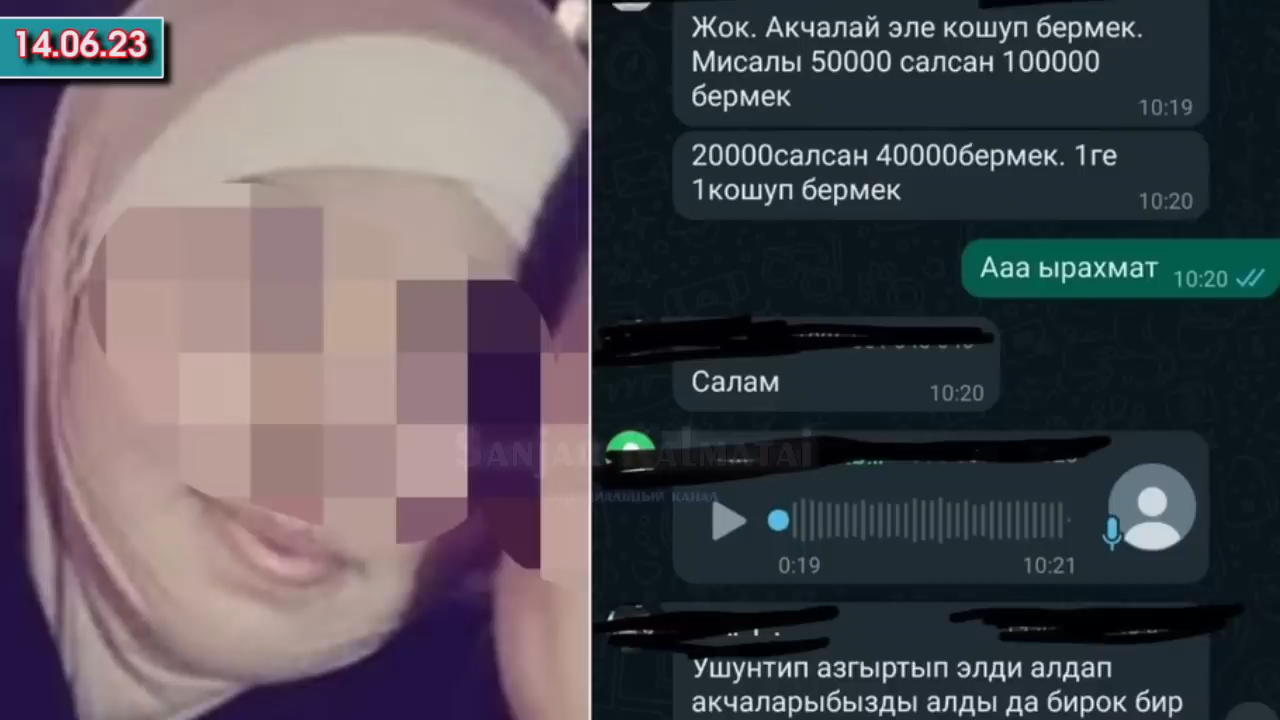 14.06.23
Жок. Акчалай эле кошуп бермек.
Мисалы 50000 салсан 100000
бермек
10:19
20000салсан 40000бермек. 1ге
1кошуп бермек
10:20
Ааа ырахмат 10:20
Салам
10:20
0:19 10:21
Ушунтип азгыртып элди алдап
акчаларыбызды алды да бирок бир